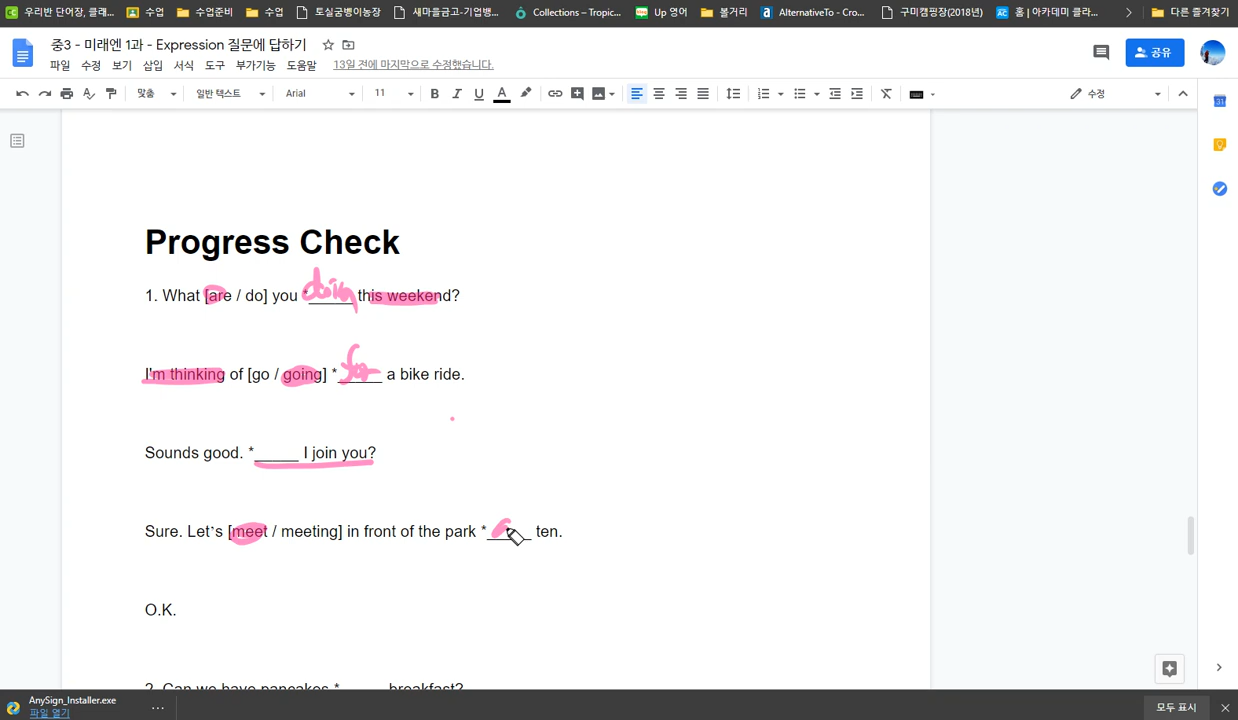 우리반 단어장, 클래... 수업 수업준비 수업 토실궁뱅이농장 새마을금고-기업뱅... Collections – Tropic... Up 영어 볼거리 AlternativeTo - Cro... 구미캠핑장(2018년) 홈 | 아카데미 클라... 다른 즐겨찾기
중3 - 미래엔 1과 - Expression 질문에 답하기
공유
파일 수정 보기 삽입 서식 도구 부가기능 도움말 13일 전에 마지막으로 수정했습니다.
맞춤 일반 텍스트 Arial 11 B I U A 수정
31
Progress Check
1. What [are / do] you *_____ this weekend?
doing
I'm thinking of [go / going] *_____ a bike ride.
for
Sounds good. *_____ I join you?
Sure. Let's [meet / meeting] in front of the park *_____ ten.
O.K.
2. Can we have pancakes *_____ breakfast?
AnySign_Installer.exe
파일 열기
모두 표시